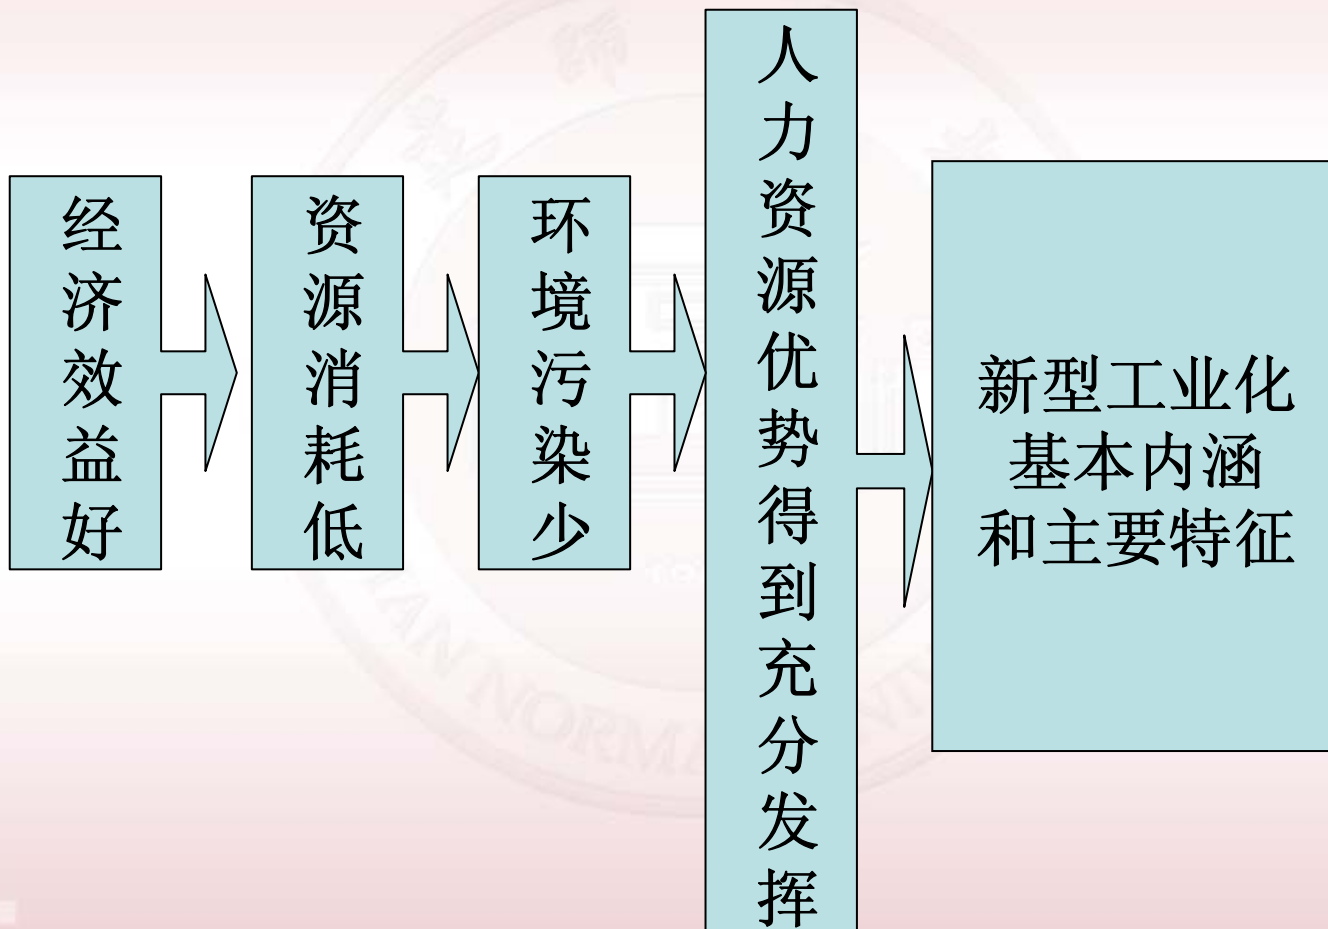 经济效益好
资源消耗低
环境污染少
人力资源优势得到充分发挥
新型工业化
基本内涵
和主要特征